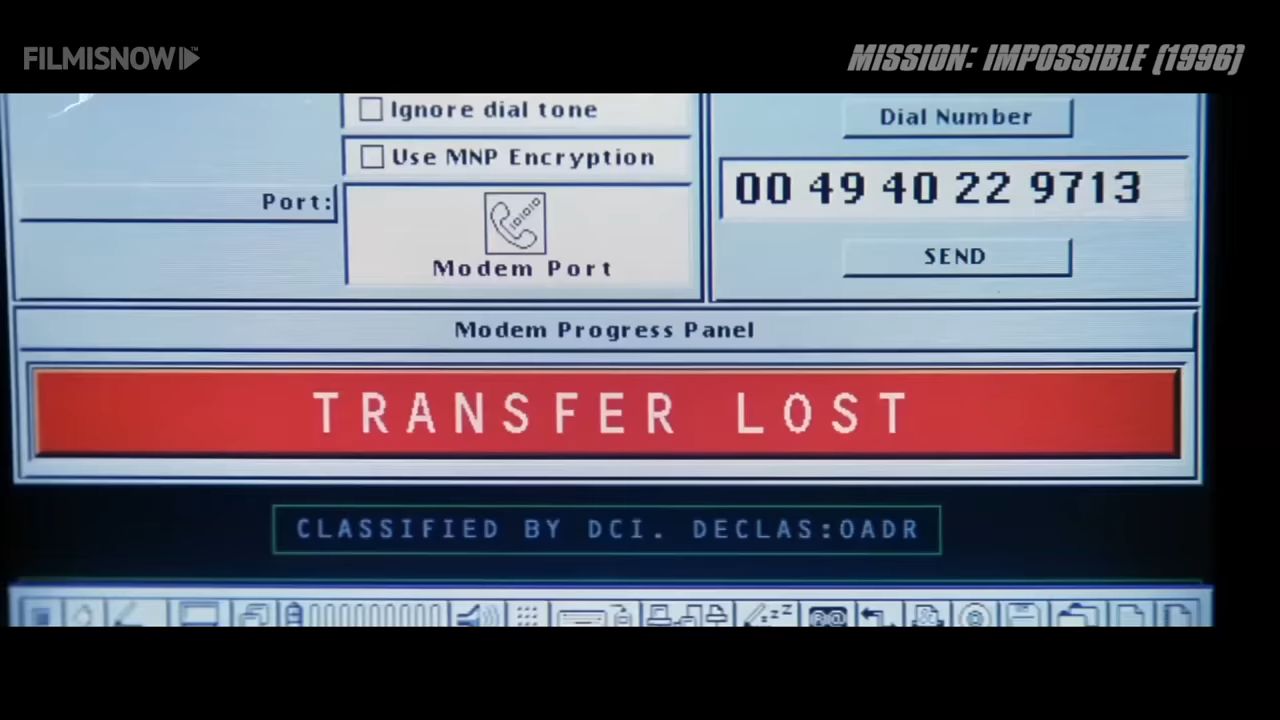 FILMISNOW
MISSION: IMPOSSIBLE (1996)
Ignore dial tone
Dial Number
Use MNP Encryption
00 49 40 22 9713
Port:
SEND
Modem Port
Modem Progress Panel
TRANSFER LOST
CLASSIFIED BY DCI. DECLAS:OADR